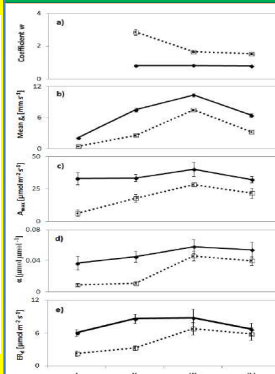 a)
Coefficient w
4
2
0
b)
Mean gₛ [mm s⁻¹]
12
6
0
c)
Aₘₐₓ [µmol m⁻² s⁻¹]
50
25
0
d)
α [µmol µmol⁻¹]
0.08
0.04
0
e)
[µmol m⁻² s⁻¹]
12
6
0